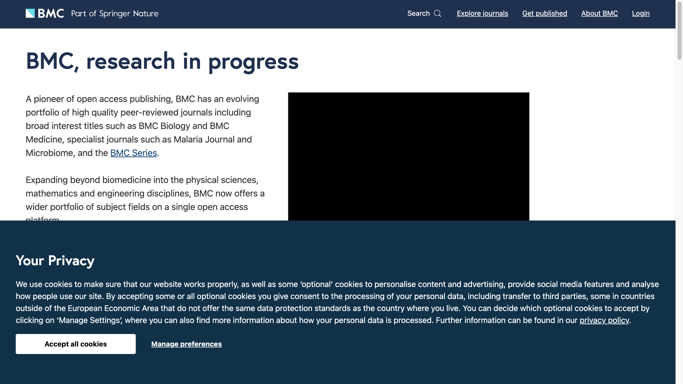 BMC Part of Springer Nature
Search Explore journals Get published About BMC Login
BMC, research in progress
A pioneer of open access publishing, BMC has an evolving
portfolio of high quality peer-reviewed journals including
broad interest titles such as BMC Biology and BMC
Medicine, specialist journals such as Malaria Journal and
Microbiome, and the BMC Series.
Expanding beyond biomedicine into the physical sciences,
mathematics and engineering disciplines, BMC now offers a
wider portfolio of subject fields on a single open access
platform.
Your Privacy
We use cookies to make sure that our website works properly, as well as some ‘optional’ cookies to personalise content and advertising, provide social media features and analyse
how people use our site. By accepting some or all optional cookies you give consent to the processing of your personal data, including transfer to third parties, some in countries
outside of the European Economic Area that do not offer the same data protection standards as the country where you live. You can decide which optional cookies to accept by
clicking on ‘Manage Settings’, where you can also find more information about how your personal data is processed. Further information can be found in our privacy policy.
Accept all cookies Manage preferences